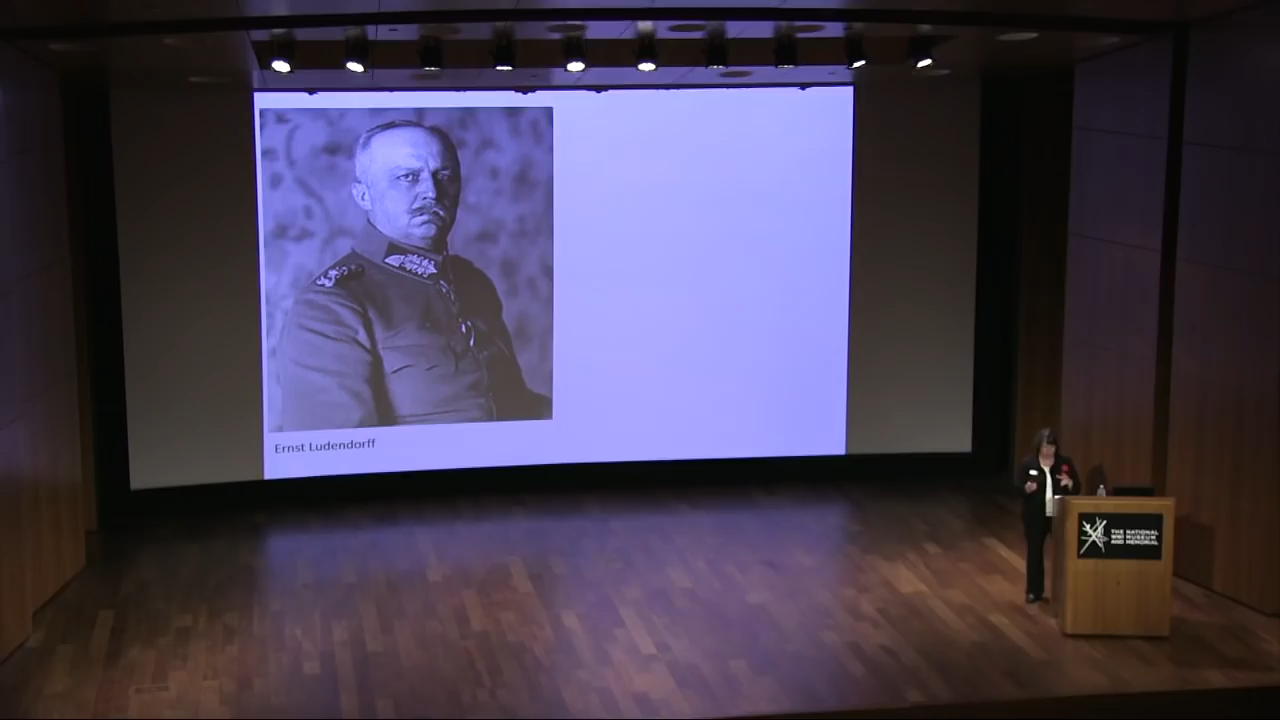 Ernst Ludendorff
THE NATIONAL
WWI MUSEUM
AND MEMORIAL